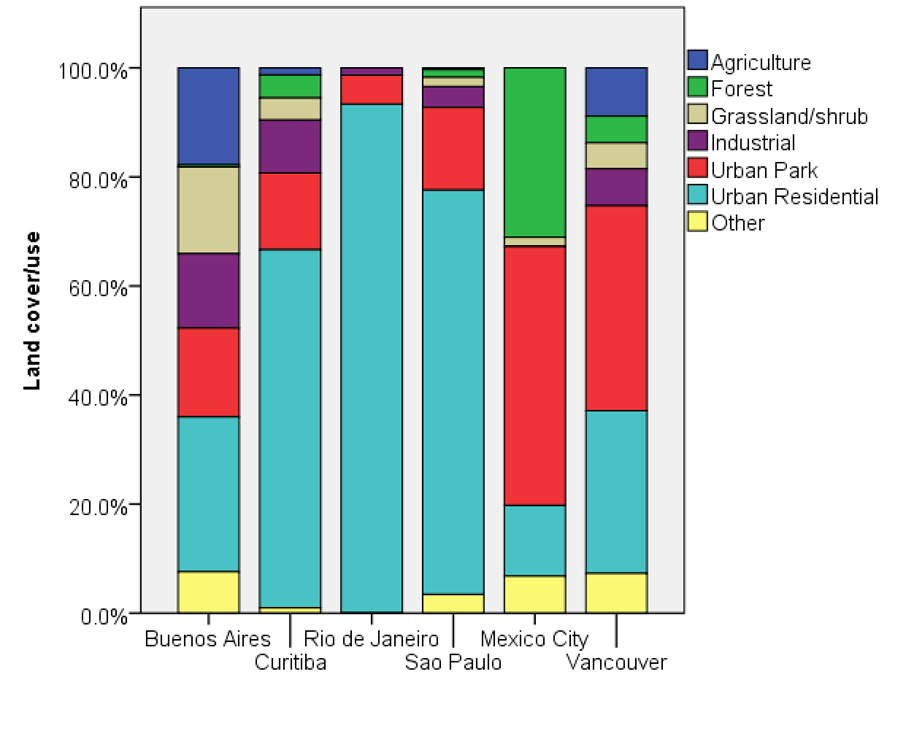 100.0%
80.0%
60.0%
40.0%
20.0%
0.0%
Land cover/use
Buenos Aires
Curitiba
Rio de Janeiro
Sao Paulo
Mexico City
Vancouver
Agriculture
Forest
Grassland/shrub
Industrial
Urban Park
Urban Residential
Other